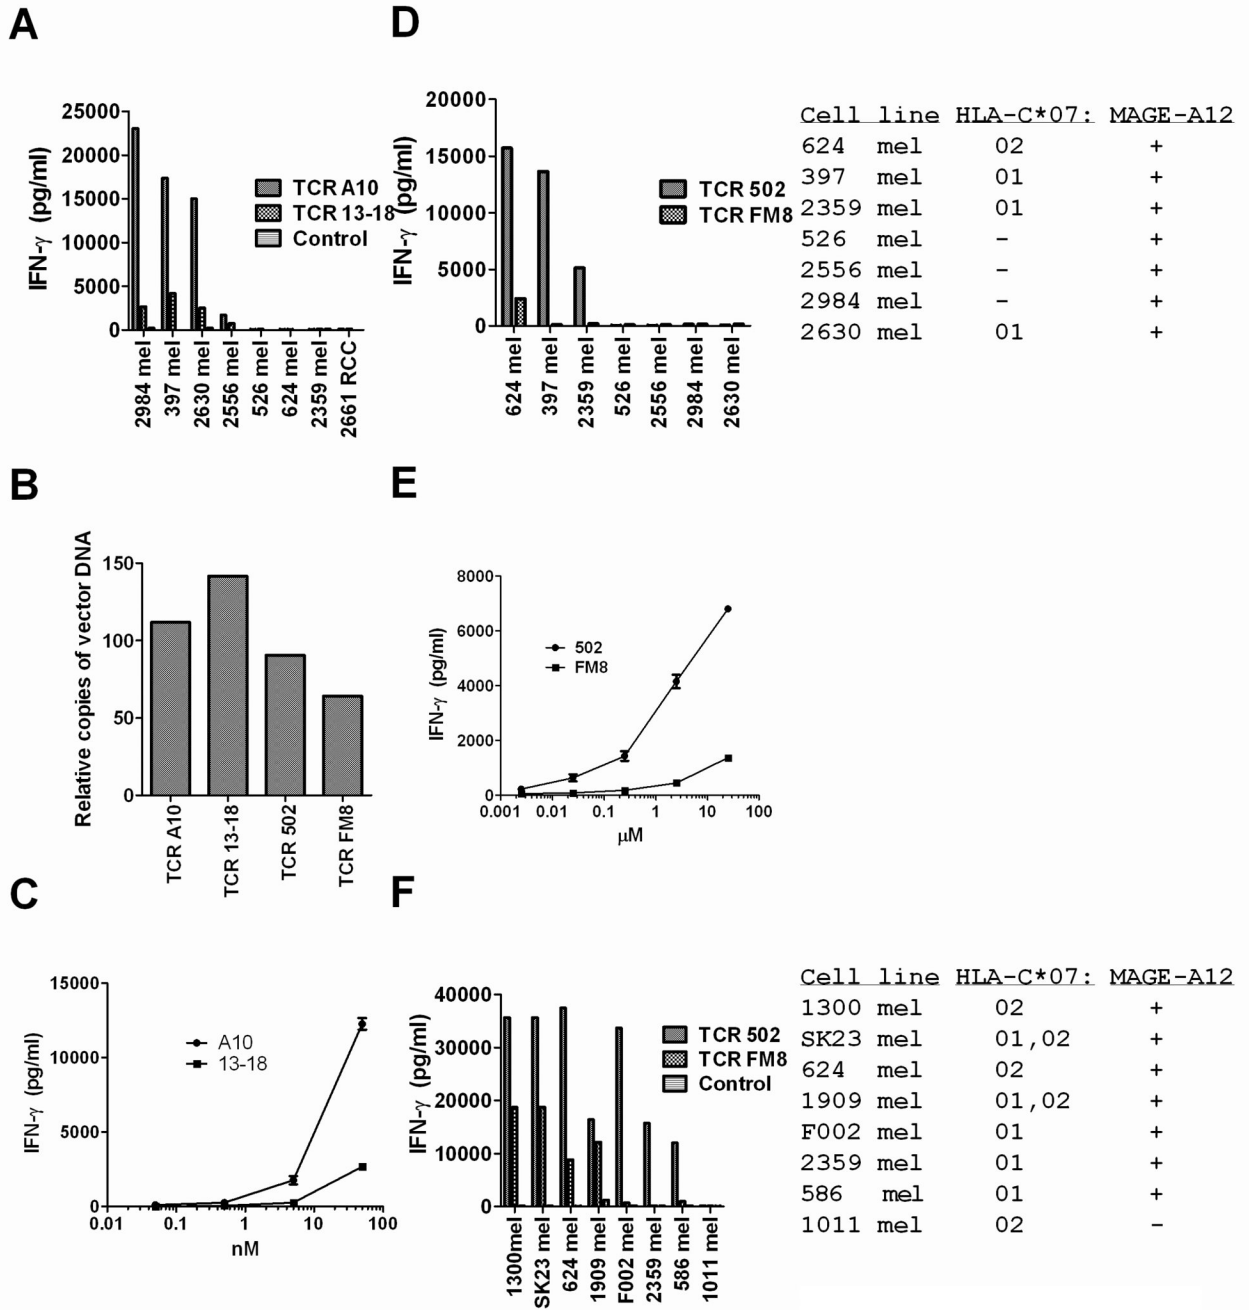 A
25000
20000
15000
10000
5000
0
IFN-γ (pg/ml)
TCR A10
TCR 13-18
Control
2984 mel
397 mel
2630 mel
2556 mel
526 mel
624 mel
2359 mel
2661 RCC
D
20000
15000
10000
5000
0
IFN-γ (pg/ml)
TCR 502
TCR FM8
624 mel
397 mel
2359 mel
526 mel
2556 mel
2984 mel
2630 mel
Cell line HLA-C*07: MAGE-A12
624 mel 02 +
397 mel 01 +
2359 mel 01 +
526 mel - +
2556 mel - +
2984 mel - +
2630 mel 01 +
B
Relative copies of vector DNA
150
100
50
0
TCR A10
TCR 13-18
TCR 502
TCR FM8
E
8000
6000
4000
2000
0
IFN-γ (pg/ml)
502
FM8
0.001 0.01 0.1 1 10 100
μM
C
15000
10000
5000
0
IFN-γ (pg/ml)
A10
13-18
0.01 0.1 1 10 100
nM
F
40000
30000
20000
10000
0
IFN-γ (pg/ml)
TCR 502
TCR FM8
Control
1300mel
SK23 mel
624 mel
1909 mel
F002 mel
2359 mel
586 mel
1011 mel
Cell line HLA-C*07: MAGE-A12
1300 mel 02 +
SK23 mel 01,02 +
624 mel 02 +
1909 mel 01,02 +
F002 mel 01 +
2359 mel 01 +
586 mel 01 +
1011 mel 02 -